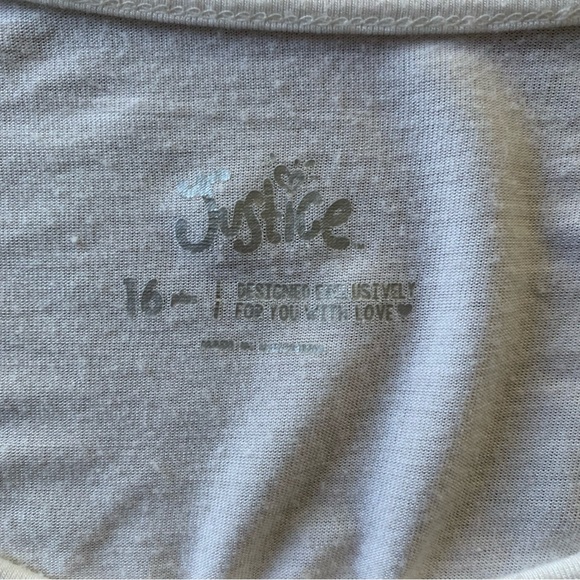 Justice
16
DESIGNED EXCLUSIVELY
FOR YOU WITH LOVE♥